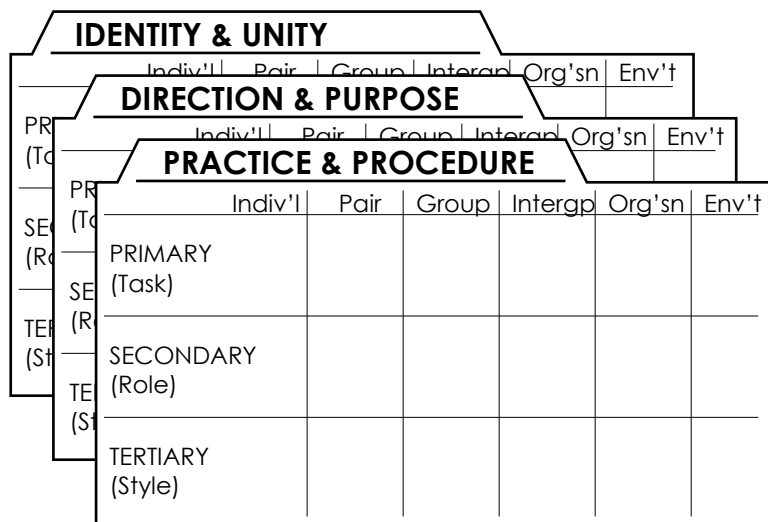 IDENTITY & UNITY
Indiv'l Pair Group Intergp Org'sn Env't
DIRECTION & PURPOSE
Indiv'l Pair Group Intergp Org'sn Env't
PRACTICE & PROCEDURE
Indiv'l Pair Group Intergp Org'sn Env't
PRIMARY
(Task)
SECONDARY
(Role)
TERTIARY
(Style)